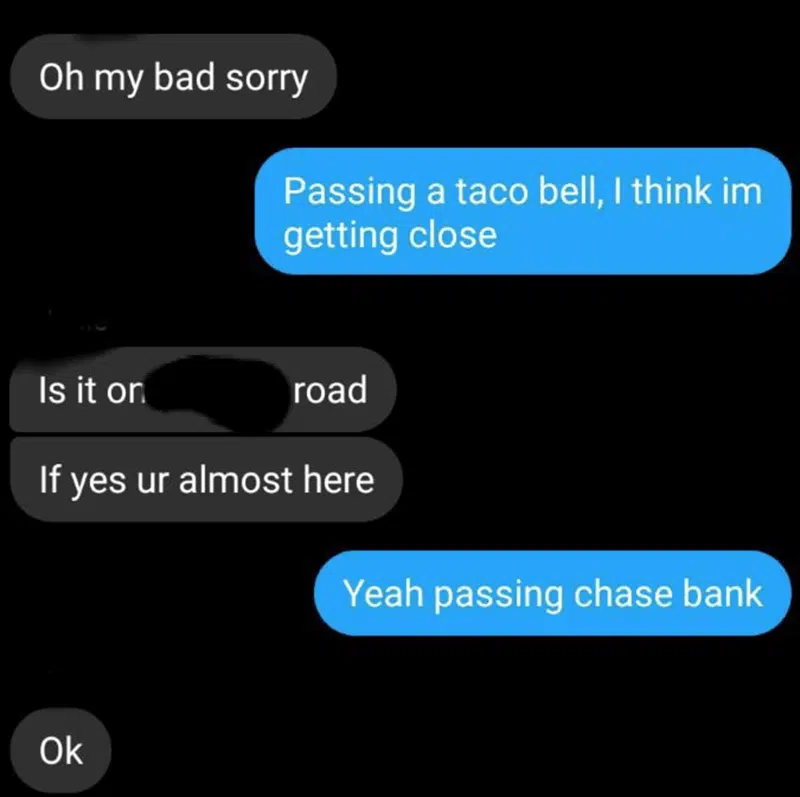 Oh my bad sorry
Passing a taco bell, I think im
getting close
Is it on road
If yes ur almost here
Yeah passing chase bank
Ok